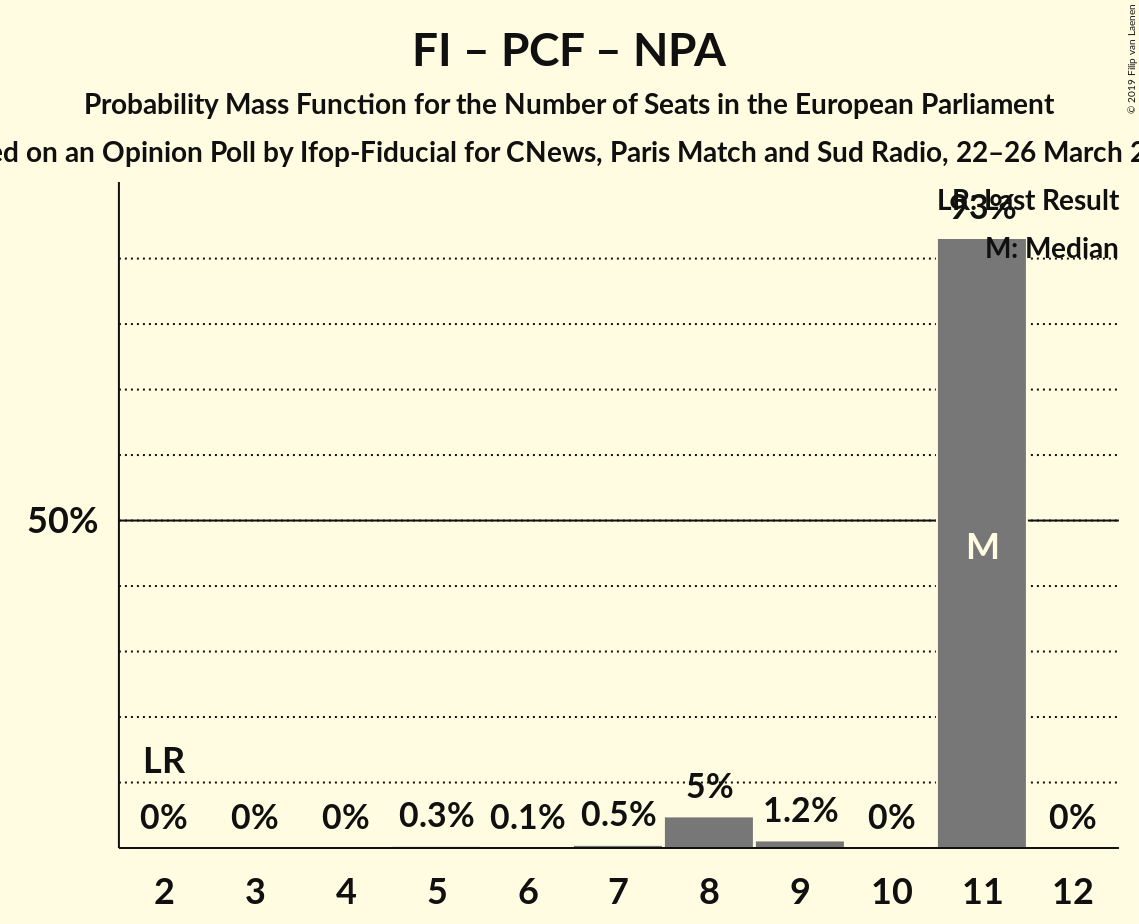 FI – PCF – NPA
Probability Mass Function for the Number of Seats in the European Parliament
on an Opinion Poll by Ifop-Fiducial for CNews, Paris Match and Sud Radio, 22–26 March
© 2019 Filip van Laenen
LR: Last Result
M: Median
93%
50%
M
LR
0% 0% 0% 0.3% 0.1% 0.5% 5% 1.2% 0% 0%
2 3 4 5 6 7 8 9 10 11 12